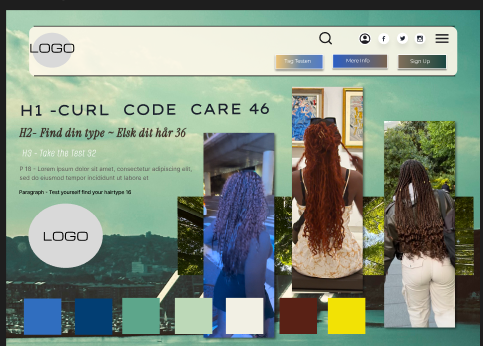 LOGO
Tag Testen
More Info
Sign Up
H1 -CURL CODE CARE 46
H2- Find din type ~ Elsk dit hår 36
H3 - Take the Test 32
P 16 - Lorem ipsum dolor sit amet, consectetur adipiscing elit,
sed do eiusmod tempor incididunt ut labore et
Paragraph - Test yourself find your hairtype 16
LOGO